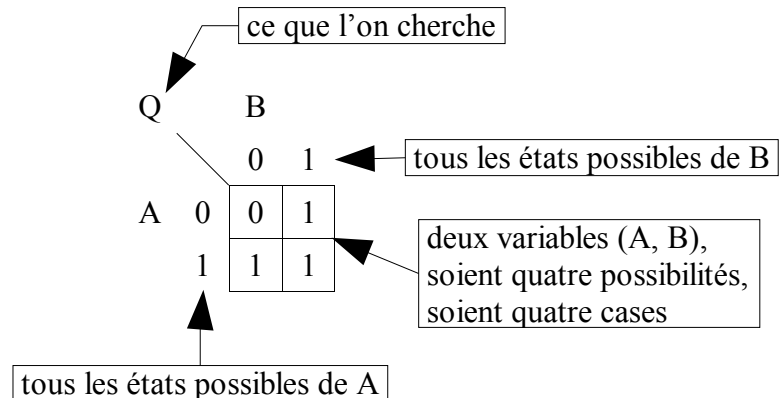 ce que l'on cherche
Q B
0 1
tous les états possibles de B
A 0 0 1
1 1 1
deux variables (A, B),
soient quatre possibilités,
soient quatre cases
tous les états possibles de A